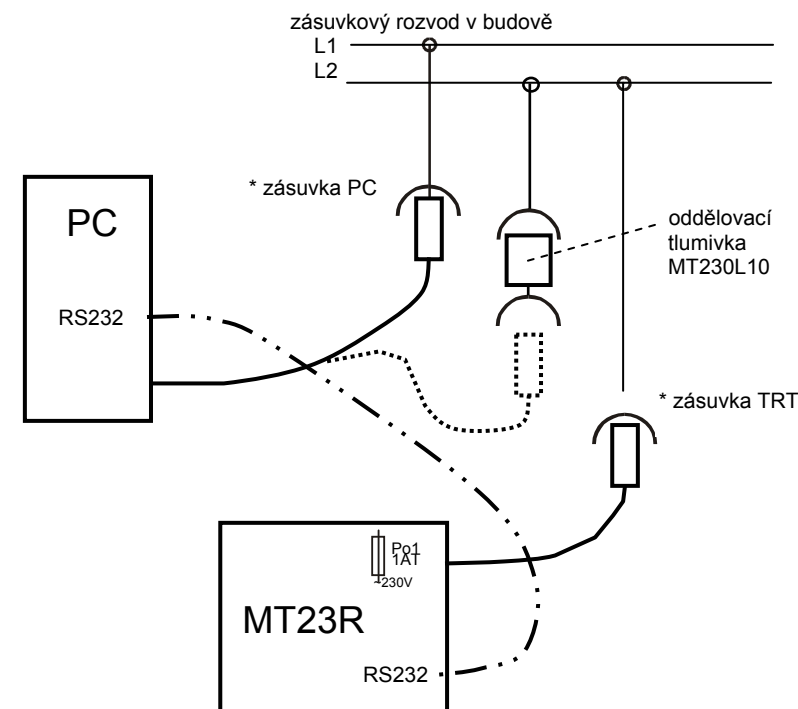 zásuvkový rozvod v budově
L1
L2
* zásuvka PC
PC
oddělovací
tlumivka
MT230L10
RS232
* zásuvka TRT
Po1
1AT
~230V
MT23R
RS232